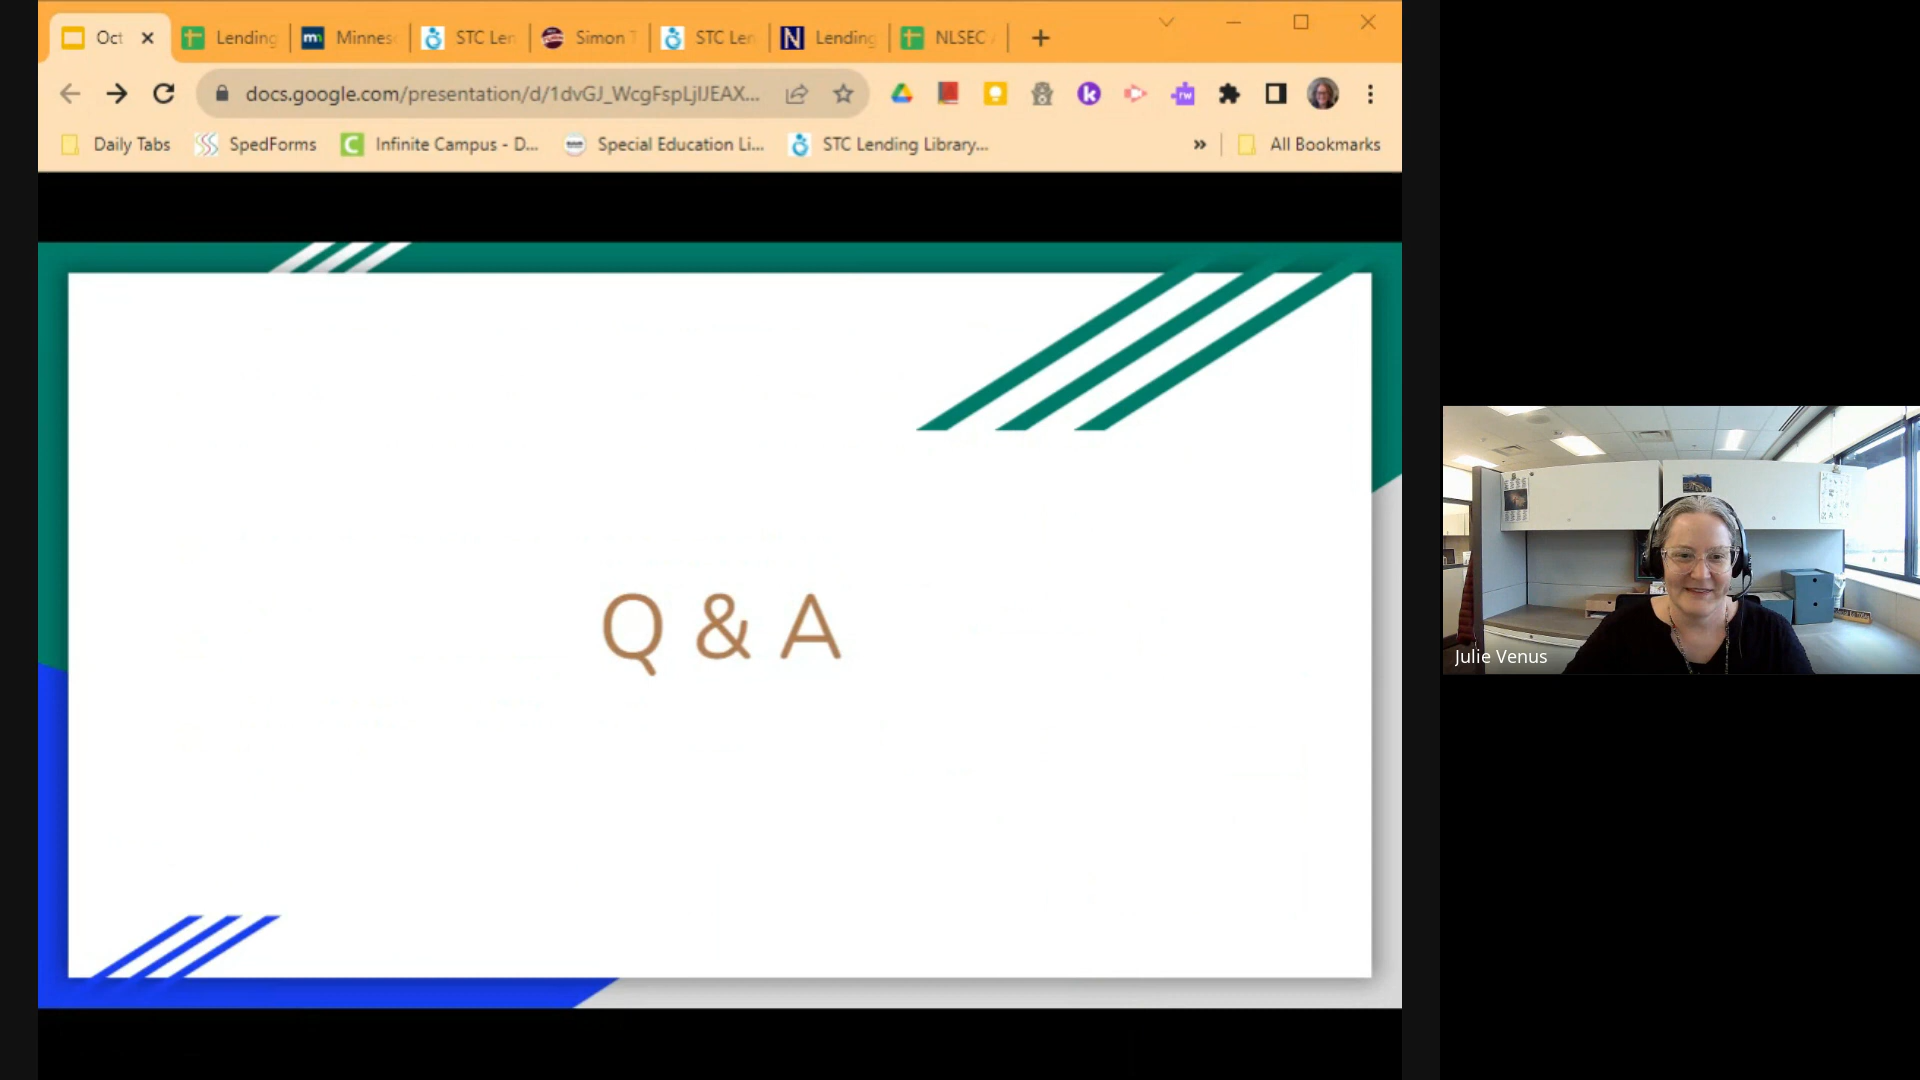 Oct
Lending
Minnes
STC Len
Simon T
STC Len
Lending
NLSEC
docs.google.com/presentation/d/1dvGJ_WcgFspLjIJEAX...
Daily Tabs
SpedForms
Infinite Campus - D...
Special Education Li...
STC Lending Library...
»
All Bookmarks
Q & A
Julie Venus